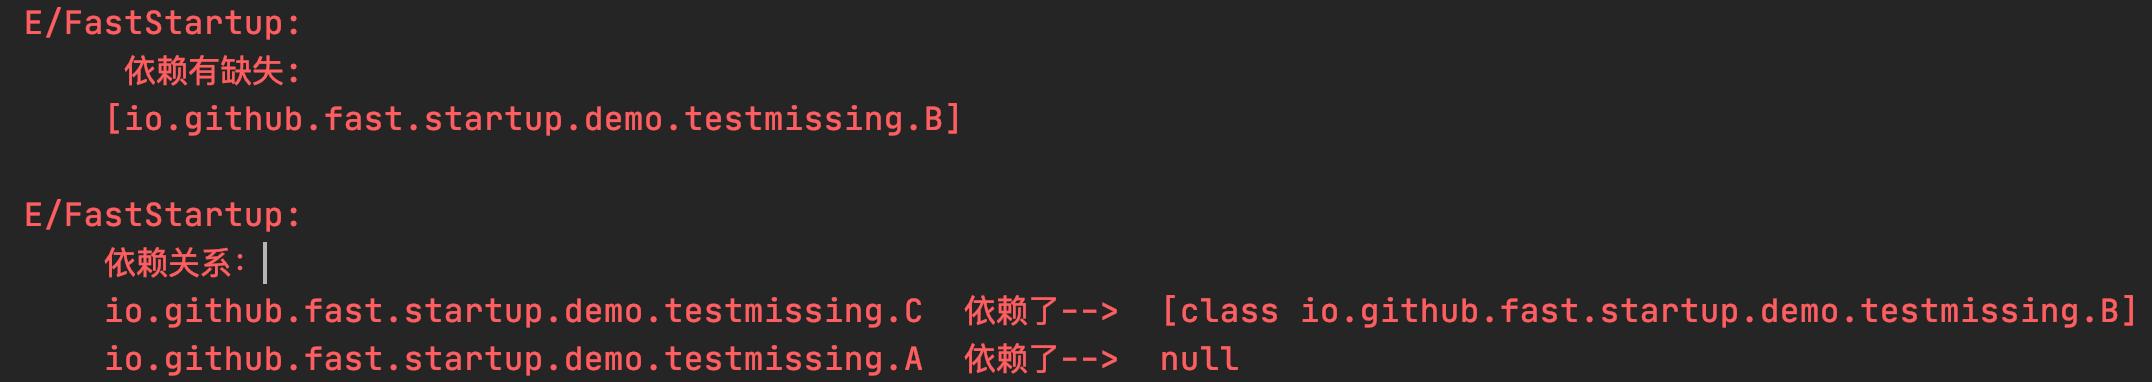 E/FastStartup:
依赖有缺失:
[io.github.fast.startup.demo.testmissing.B]
E/FastStartup:
依赖关系:
io.github.fast.startup.demo.testmissing.C  依赖了-->  [class io.github.fast.startup.demo.testmissing.B]
io.github.fast.startup.demo.testmissing.A  依赖了-->  null